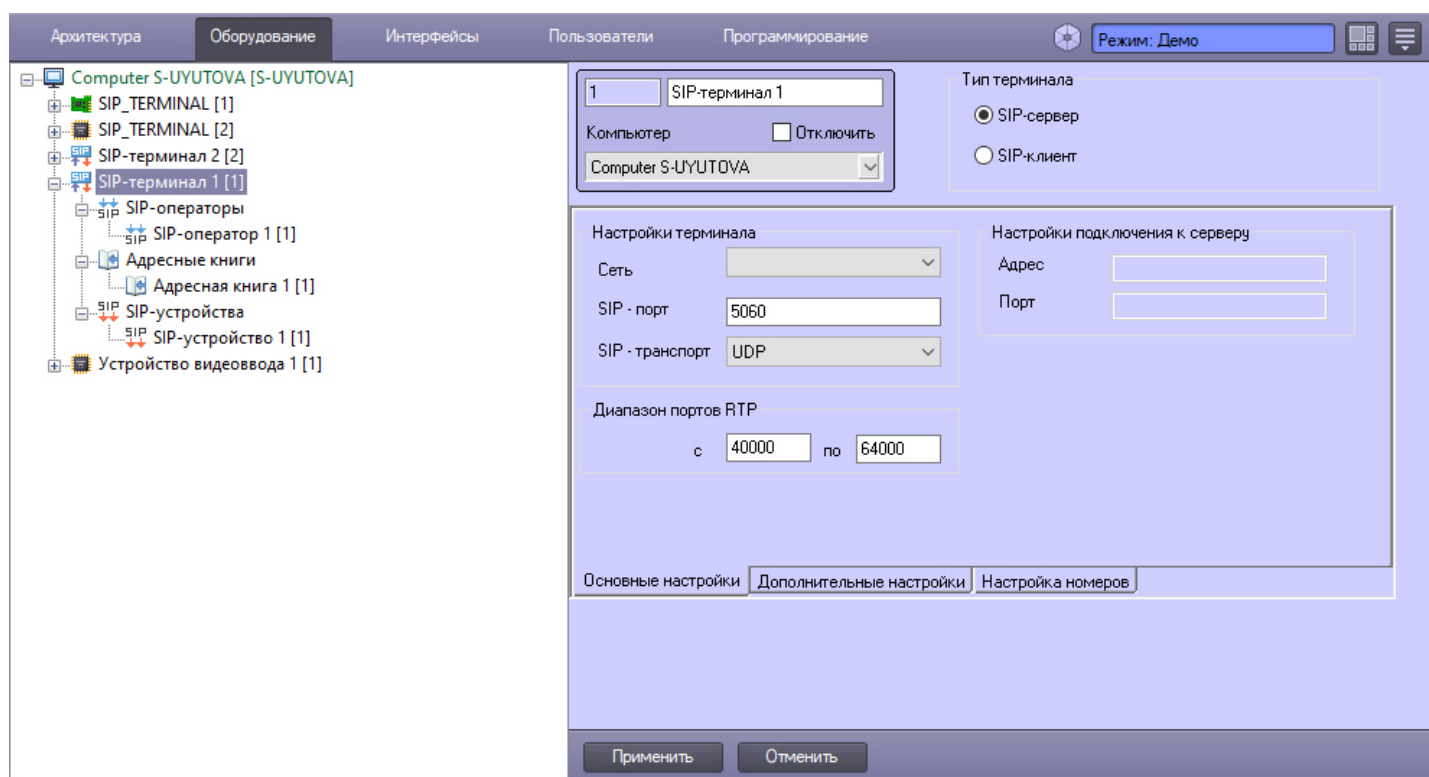 Архитектура Оборудование Интерфейсы Пользователи Программирование Режим: Демо
Computer S-UYUTOVA [S-UYUTOVA]
SIP_TERMINAL [1]
SIP_TERMINAL [2]
SIP-терминал 2 [2]
SIP-терминал 1 [1]
SIP-операторы
SIP-оператор 1 [1]
Адресные книги
Адресная книга 1 [1]
SIP-устройства
SIP-устройство 1 [1]
Устройство видеоввода 1 [1]
1 SIP-терминал 1
Компьютер Отключить
Computer S-UYUTOVA
Тип терминала
SIP-сервер
SIP-клиент
Настройки терминала
Сеть
SIP - порт 5060
SIP - транспорт UDP
Диапазон портов RTP
с 40000 по 64000
Настройки подключения к серверу
Адрес
Порт
Основные настройки Дополнительные настройки Настройка номеров
Применить Отменить